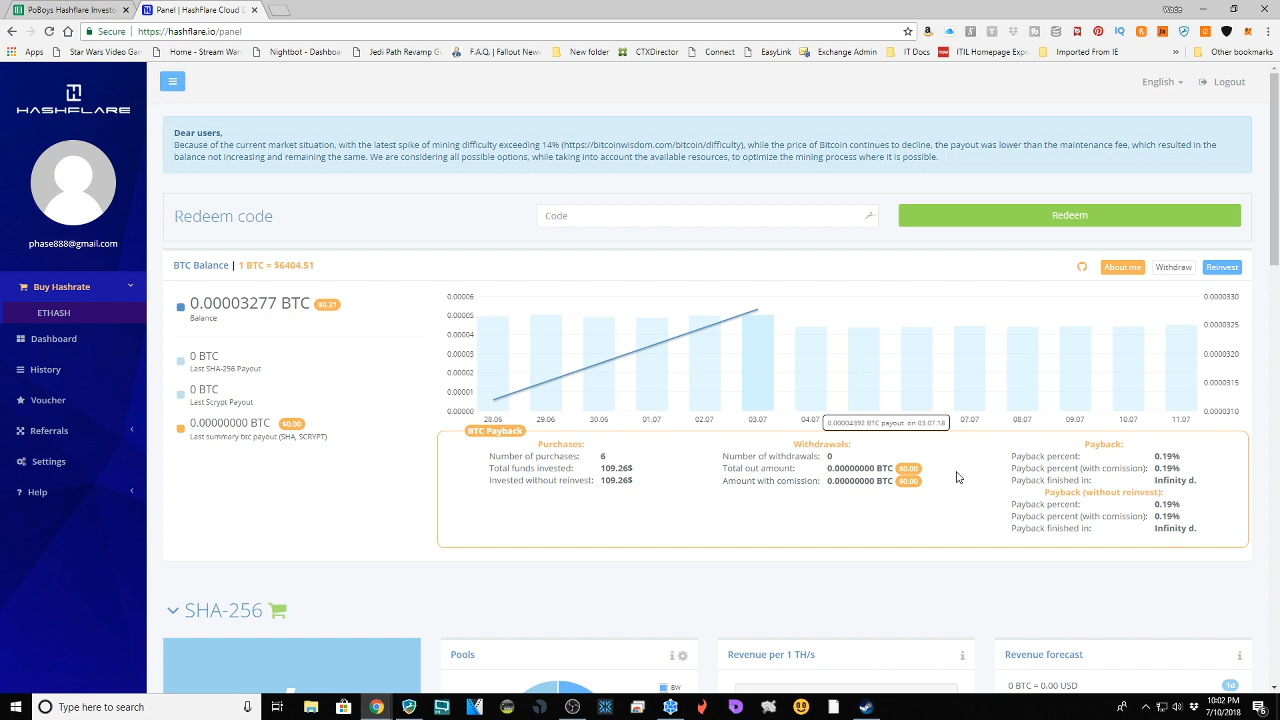 PoBoys Hashflare Investo
Panel | HashFlare Cloud
Wade
Secure | https://hashflare.io/panel
Apps
Star Wars Video Gam
Home - Stream Warr
Nightbot - Dashboa
Jedi Path Revamp C
F.A.Q. | Fallout New
New folder
CTXDirector
pConnect
EasyLink
Exchange Admin
IT Docs
ITIL Homepage Exp
Imported From IE
Other bookmarks
HASHFLARE
phase888@gmail.com
Buy Hashrate
ETHASH
Dashboard
History
Voucher
Referrals
Settings
? Help
English
Logout
Dear users,
Because of the current market situation, with the latest spike of mining difficulty exceeding 14% (https://bitcoinwisdom.com/bitcoin/difficulty), while the price of Bitcoin continues to decline, the payout was lower than the maintenance fee, which resulted in the
balance not increasing and remaining the same. We are considering all possible options, while taking into account the available resources, to optimize the mining process where it is possible.
Redeem code
Code
Redeem
BTC Balance | 1 BTC = $6404.51
About me
Withdraw
Reinvest
0.00003277 BTC $0.21
Balance
0 BTC
Last SHA-256 Payout
0 BTC
Last Scrypt Payout
0.00000000 BTC $0.00
Last summary btc payout (SHA, SCRYPT)
0.00006
0.00005
0.00004
0.00003
0.00002
0.00001
0.00000
0.0000330
0.0000325
0.0000320
0.0000315
0.0000310
28.06 29.06 30.06 01.07 02.07 03.07 04.07 07.07 08.07 09.07 10.07 11.07
0.00004392 BTC payout on 03.07.18
BTC Payback
Purchases:
Number of purchases: 6
Total funds invested: 109.26$
Invested without reinvest: 109.26$
Withdrawals:
Number of withdrawals: 0
Total out amount: 0.00000000 BTC $0.00
Amount with comission: 0.00000000 BTC $0.00
Payback:
Payback percent: 0.19%
Payback percent (with comission): 0.19%
Payback finished in: Infinity d.
Payback (without reinvest):
Payback percent: 0.19%
Payback percent (with comission): 0.19%
Payback finished in: Infinity d.
SHA-256
Pools
BW
Revenue per 1 TH/s
Revenue forecast
0 BTC = 0.00 USD
1d
Type here to search
10:02 PM
7/10/2018
6